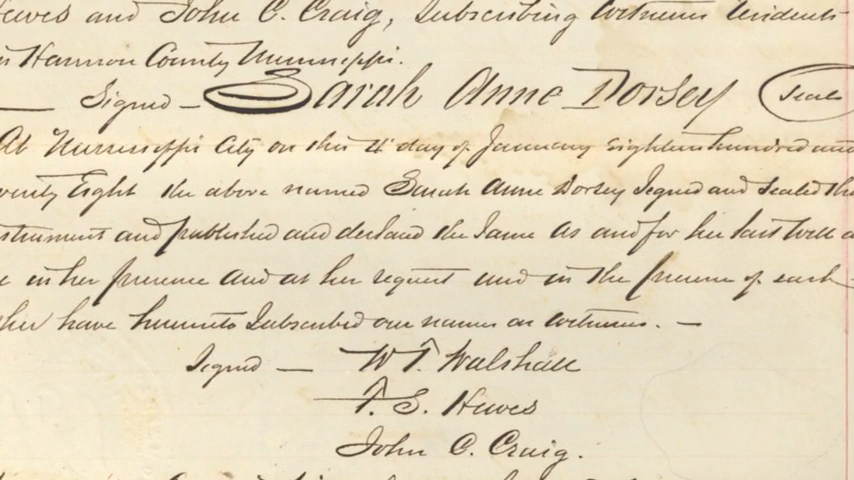 Hewes and John C. Craig, Subscribing Witnesses Residents
in Harrison County Mississippi.
Signed — Sarah Anne Dorsey (Seal)
At Mississippi City on this 4th day of January Eighteen hundred and
Seventy Eight the above named Sarah Anne Dorsey Signed and Sealed this
instrument and published and declared the Same as and for her last Will a
in her presence and at her request and in the presence of each
other have hereunto Subscribed our names as Witnesses. —
Signed — W. T. Walshall
F. S. Hewes
John C. Craig.